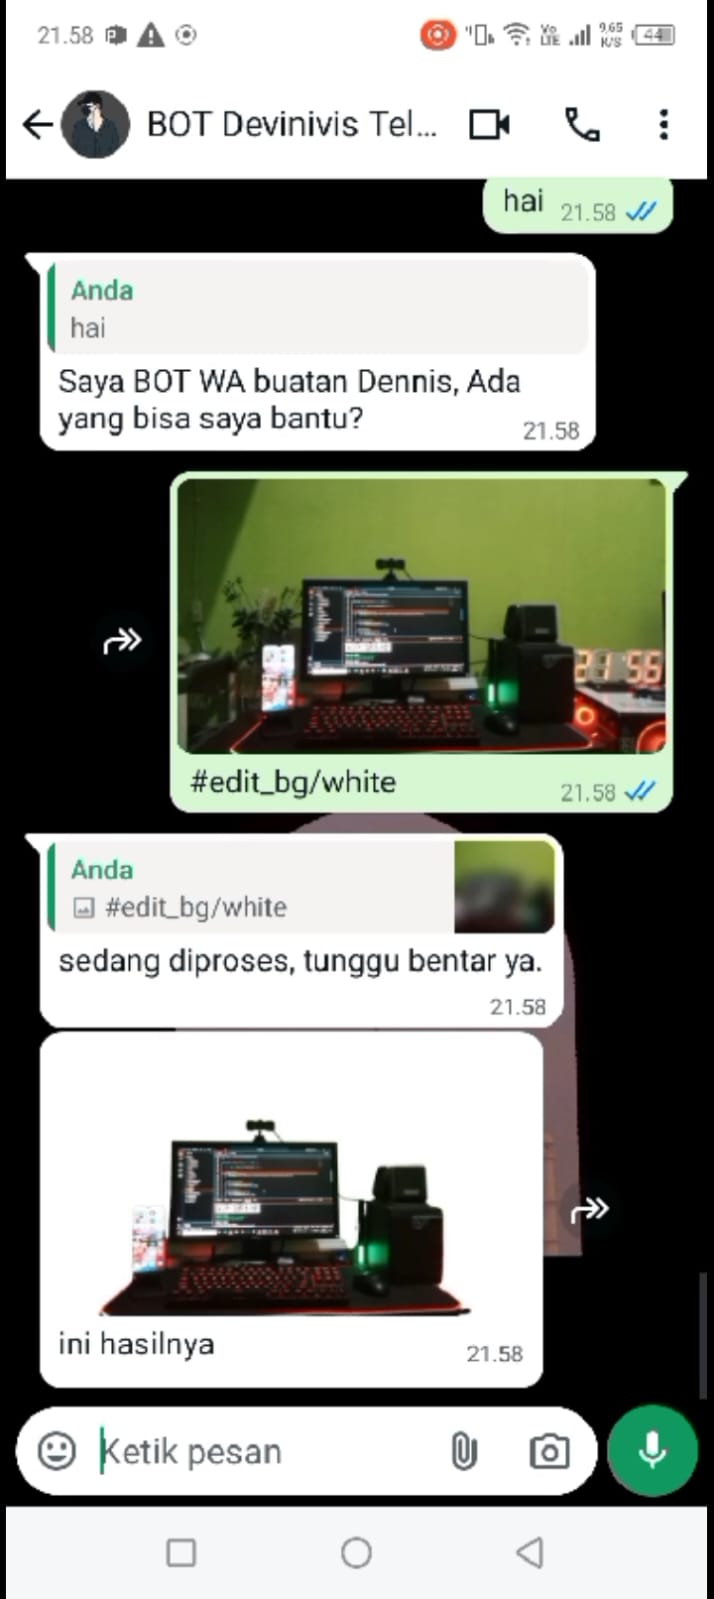 21.58
Vo
LTE
9,65
K/S
44
BOT Devinivis Tel...
hai
21.58
Anda
hai
Saya BOT WA buatan Dennis, Ada
yang bisa saya bantu?
21.58
21 56
#edit_bg/white
21.58
Anda
#edit_bg/white
sedang diproses, tunggu bentar ya.
21.58
ini hasilnya
21.58
Ketik pesan